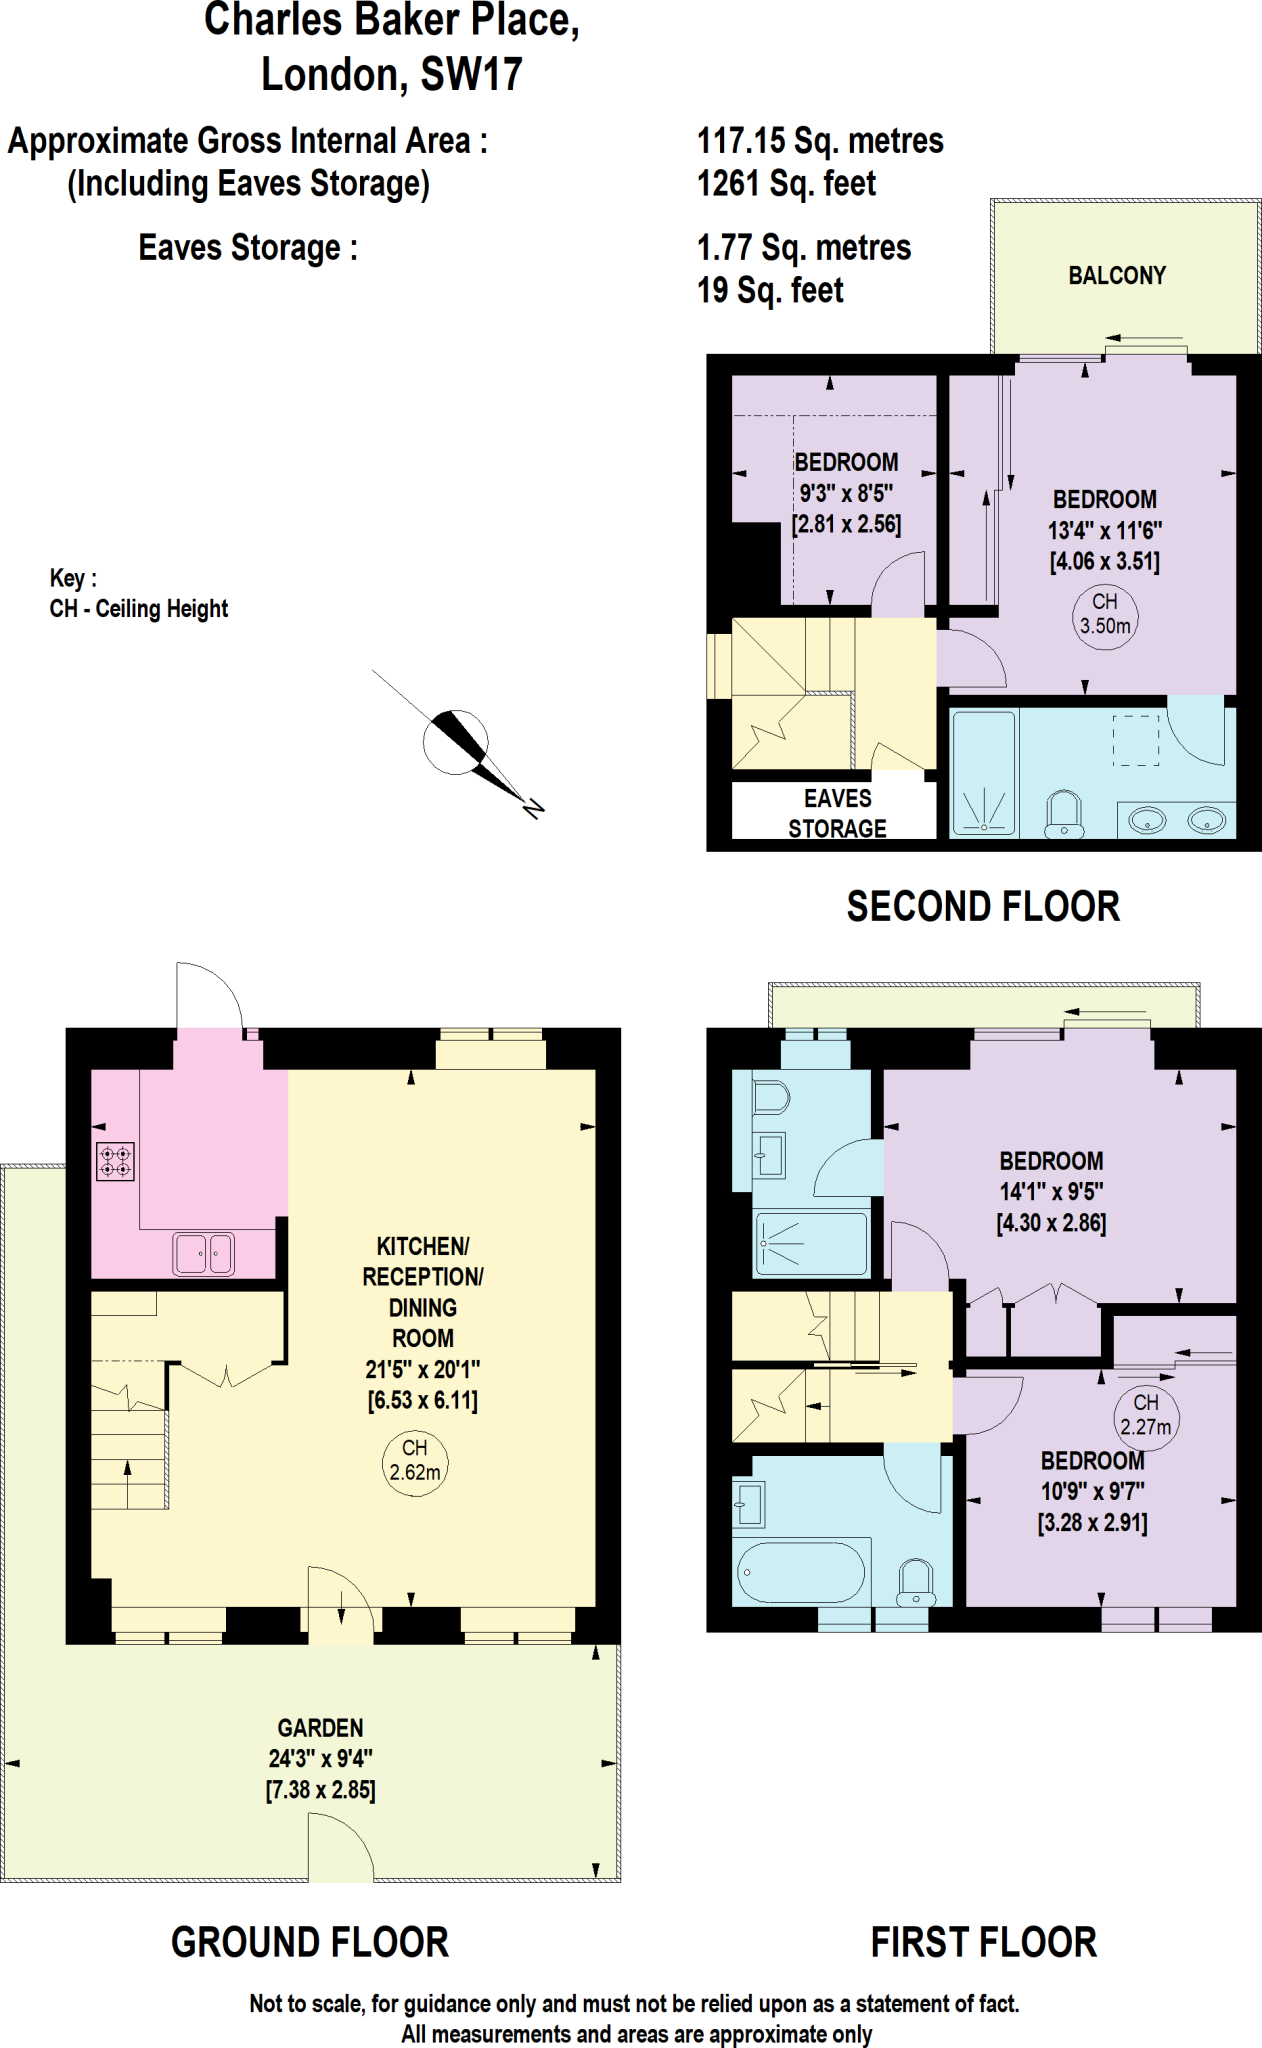 Charles Baker Place,
London, SW17
Approximate Gross Internal Area :
(Including Eaves Storage)
117.15 Sq. metres
1261 Sq. feet
Eaves Storage :
1.77 Sq. metres
19 Sq. feet
BALCONY
BEDROOM
9'3" x 8'5"
[2.81 x 2.56]
BEDROOM
13'4" x 11'6"
[4.06 x 3.51]
CH
3.50m
EAVES
STORAGE
SECOND FLOOR
Key :
CH - Ceiling Height
N
KITCHEN/
RECEPTION/
DINING
ROOM
21'5" x 20'1"
[6.53 x 6.11]
CH
2.62m
GARDEN
24'3" x 9'4"
[7.38 x 2.85]
GROUND FLOOR
BEDROOM
14'1" x 9'5"
[4.30 x 2.86]
CH
2.27m
BEDROOM
10'9" x 9'7"
[3.28 x 2.91]
FIRST FLOOR
Not to scale, for guidance only and must not be relied upon as a statement of fact.
All measurements and areas are approximate only